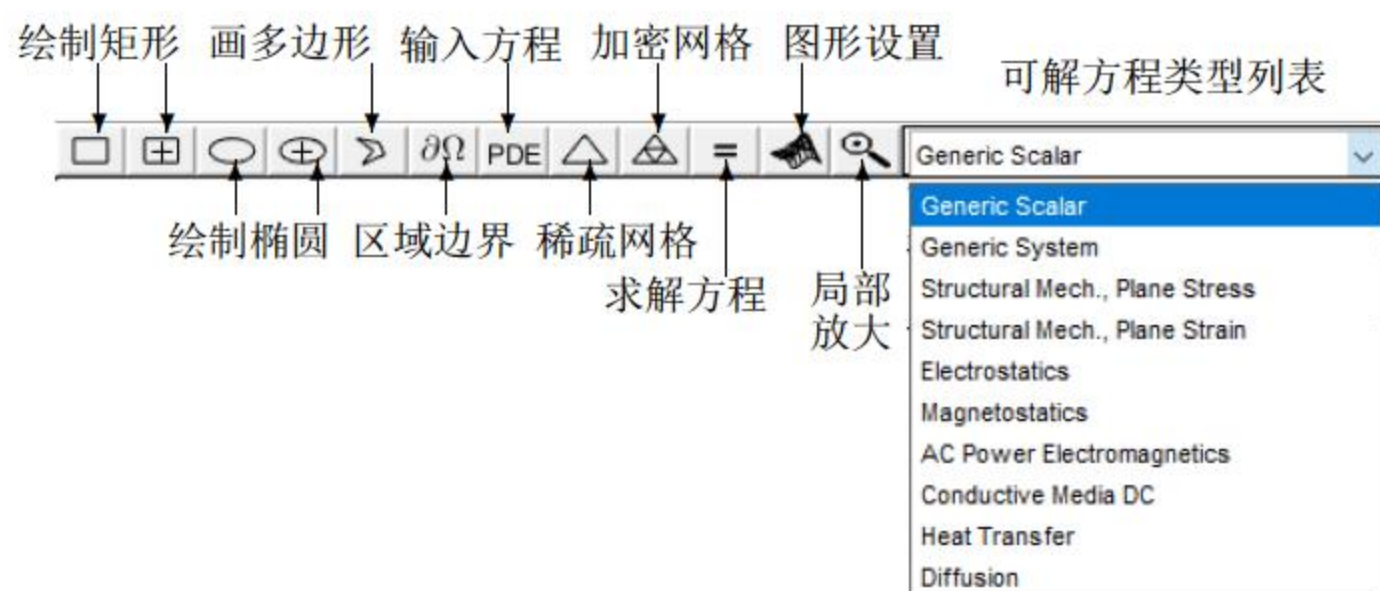 绘制矩形 画多边形 输入方程 加密网格 图形设置
可解方程类型列表
∂Ω PDE = Generic Scalar
绘制椭圆 区域边界 稀疏网格
求解方程
局部
放大
Generic Scalar
Generic System
Structural Mech., Plane Stress
Structural Mech., Plane Strain
Electrostatics
Magnetostatics
AC Power Electromagnetics
Conductive Media DC
Heat Transfer
Diffusion